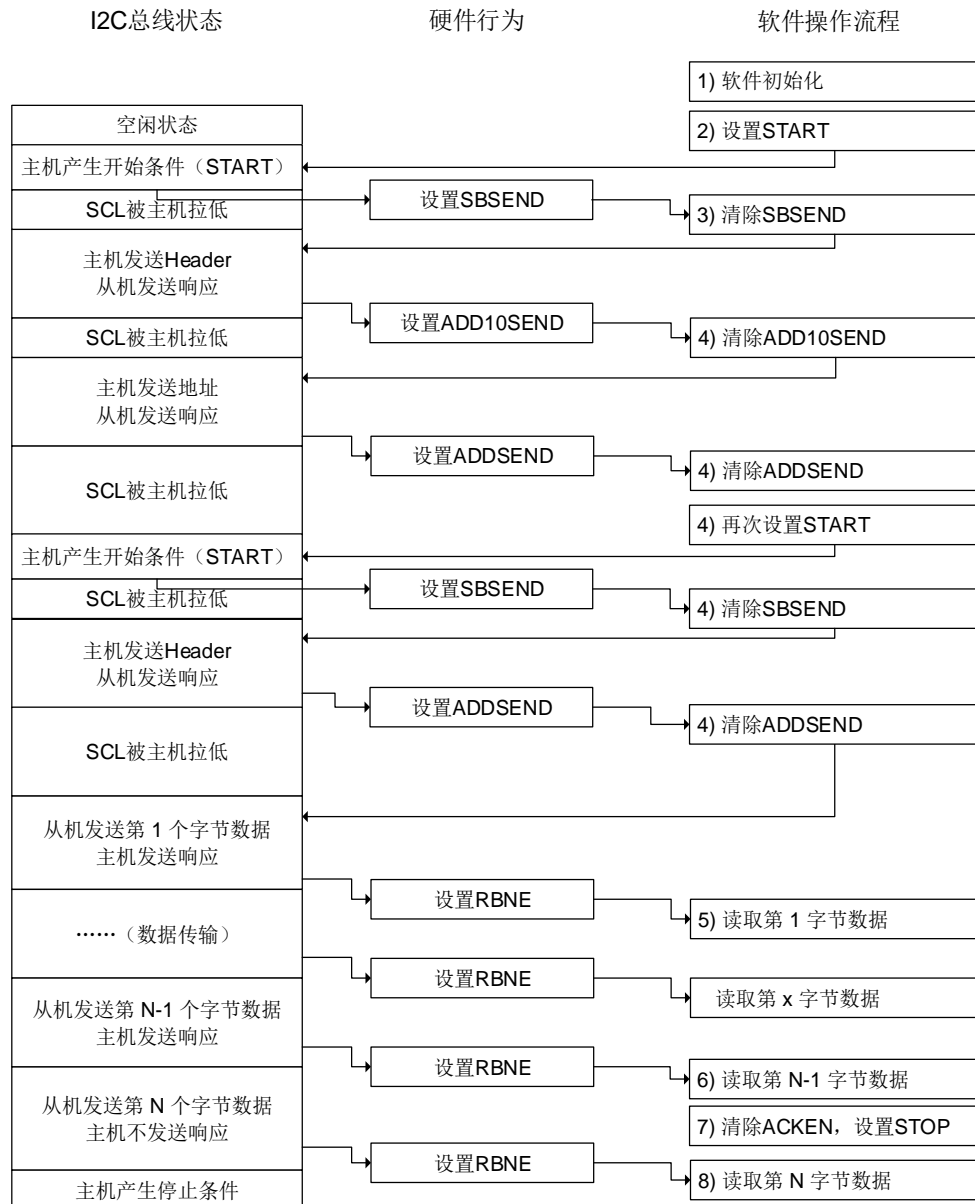 I2C总线状态
硬件行为
软件操作流程
1) 软件初始化
空闲状态
2) 设置START
主机产生开始条件（START）
设置SBSEND
SCL被主机拉低
3) 清除SBSEND
主机发送Header
从机发送响应
设置ADD10SEND
SCL被主机拉低
4) 清除ADD10SEND
主机发送地址
从机发送响应
设置ADDSEND
4) 清除ADDSEND
SCL被主机拉低
4) 再次设置START
主机产生开始条件（START）
设置SBSEND
SCL被主机拉低
4) 清除SBSEND
主机发送Header
从机发送响应
设置ADDSEND
4) 清除ADDSEND
SCL被主机拉低
从机发送第 1 个字节数据
主机发送响应
设置RBNE
5) 读取第 1 字节数据
……（数据传输）
设置RBNE
读取第 x 字节数据
从机发送第 N-1 个字节数据
主机发送响应
设置RBNE
6) 读取第 N-1 字节数据
从机发送第 N 个字节数据
主机不发送响应
7) 清除ACKEN，设置STOP
设置RBNE
8) 读取第 N 字节数据
主机产生停止条件